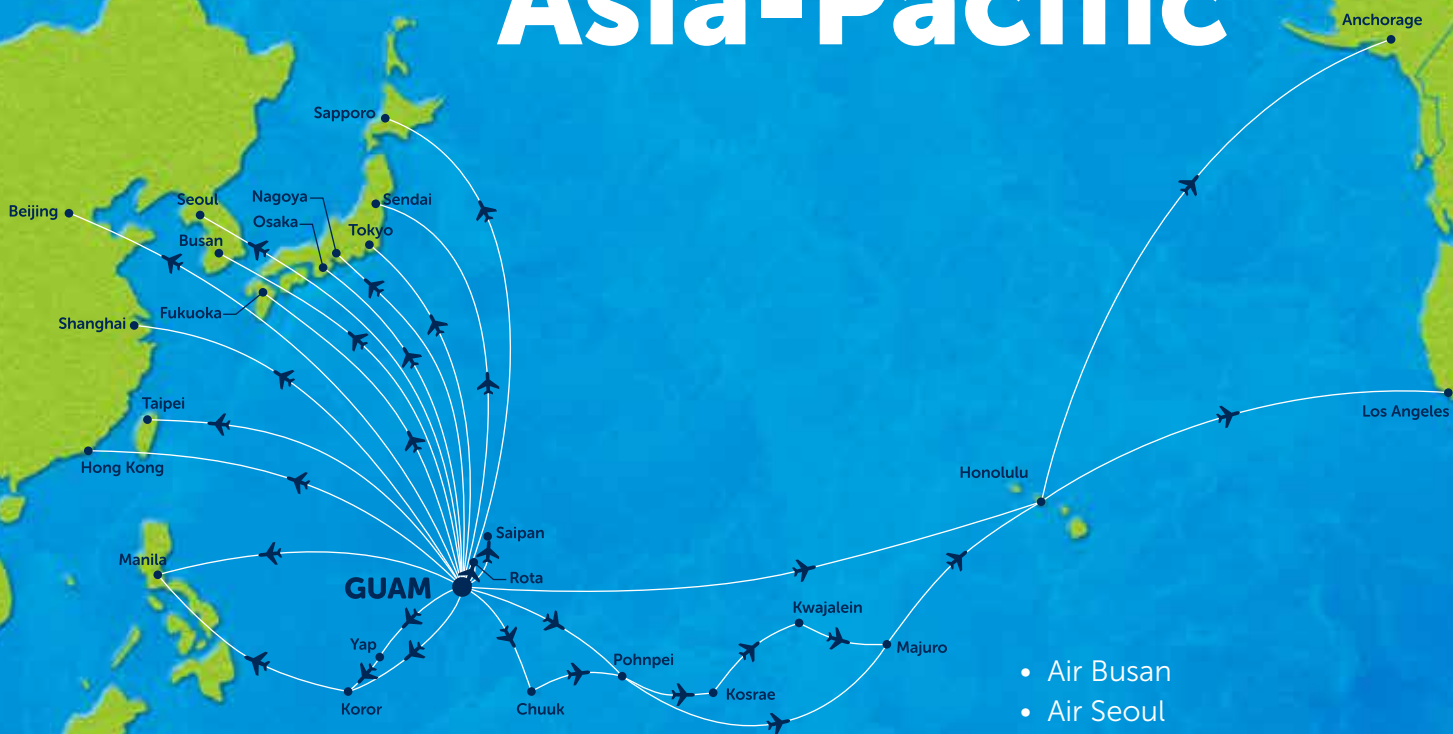 Asia-Pacific
Anchorage
Sapporo
Nagoya
Seoul
Sendai
Beijing
Osaka
Tokyo
Busan
Fukuoka
Shanghai
Taipei
Los Angeles
Hong Kong
Honolulu
Saipan
Manila
Rota
GUAM
Kwajalein
Yap
Majuro
Pohnpei
Kosrae
Koror
Chuuk
• Air Busan
• Air Seoul